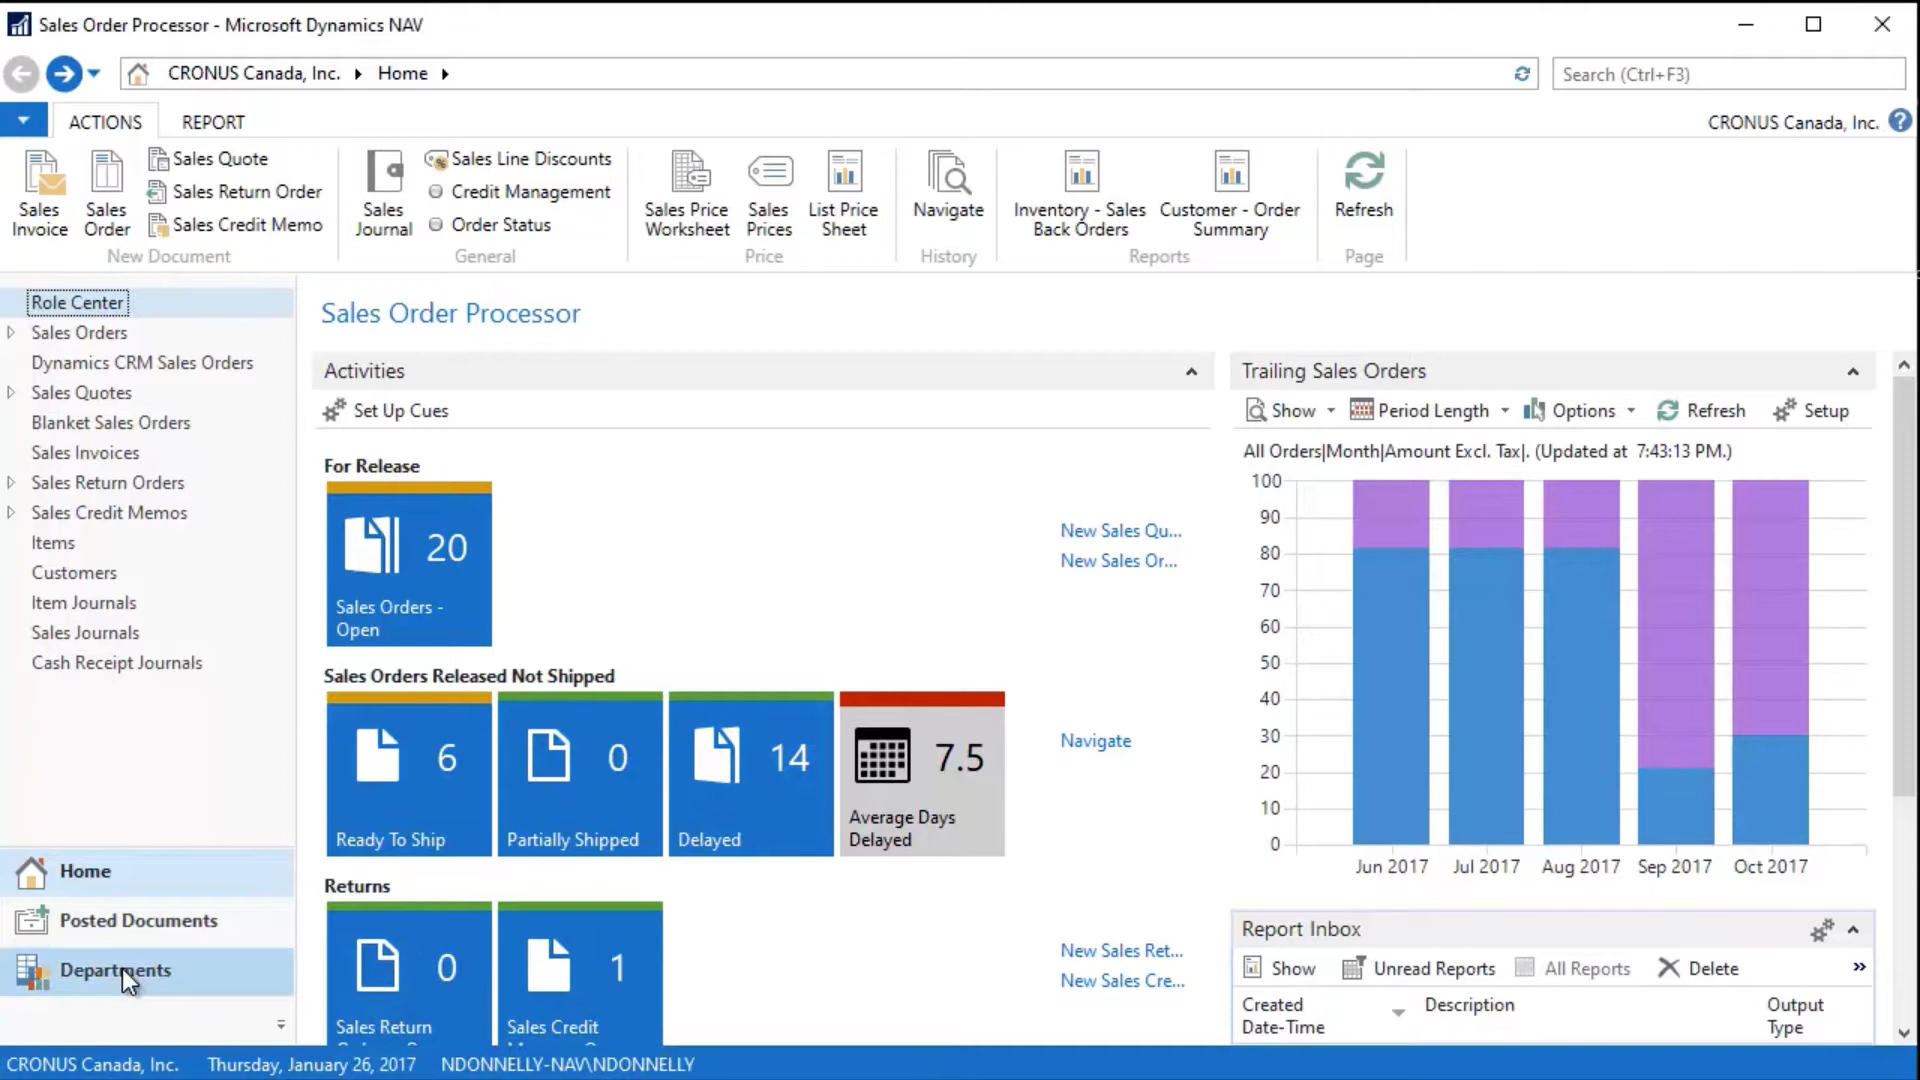 Sales Order Processor - Microsoft Dynamics NAV
CRONUS Canada, Inc. Home
Search (Ctrl+F3)
ACTIONS REPORT
CRONUS Canada, Inc.
Sales Invoice
Sales Order
Sales Quote
Sales Return Order
Sales Credit Memo
New Document
Sales Journal
Sales Line Discounts
Credit Management
Order Status
General
Sales Price Worksheet
Sales Prices
List Price Sheet
Price
Navigate
History
Inventory - Sales Back Orders
Customer - Order Summary
Reports
Refresh
Page
Role Center
Sales Orders
Dynamics CRM Sales Orders
Sales Quotes
Blanket Sales Orders
Sales Invoices
Sales Return Orders
Sales Credit Memos
Items
Customers
Item Journals
Sales Journals
Cash Receipt Journals
Home
Posted Documents
Departments
Sales Order Processor
Activities
Set Up Cues
For Release
20
Sales Orders -
Open
New Sales Qu...
New Sales Or...
Sales Orders Released Not Shipped
6
Ready To Ship
0
Partially Shipped
14
Delayed
7.5
Average Days
Delayed
Navigate
Returns
0
Sales Return
1
Sales Credit
New Sales Ret...
New Sales Cre...
Trailing Sales Orders
Show Period Length Options Refresh Setup
All Orders|Month|Amount Excl. Tax|. (Updated at 7:43:13 PM.)
100
90
80
70
60
50
40
30
20
10
0
Jun 2017 Jul 2017 Aug 2017 Sep 2017 Oct 2017
Report Inbox
Show Unread Reports All Reports Delete
Created
Date-Time
Description
Output
Type
CRONUS Canada, Inc. Thursday, January 26, 2017 NDONNELLY-NAV\NDONNELLY